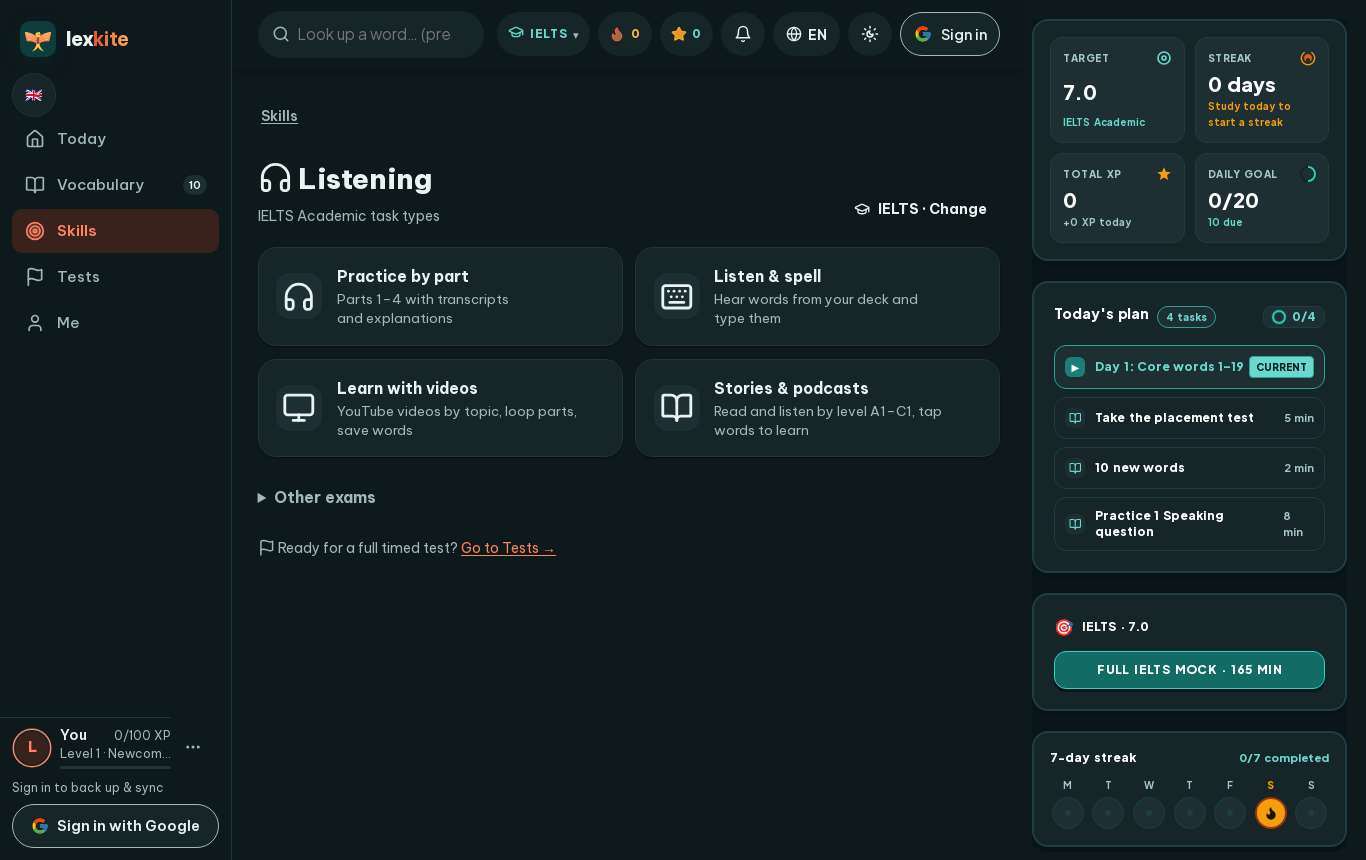 lexkite
Today
Vocabulary 10
Skills
Tests
Me
You 0/100 XP
Level 1 · Newcom...
Sign in to back up & sync
Sign in with Google
Look up a word... (pre
IELTS ▾
0
0
EN
Sign in
Skills
Listening
IELTS Academic task types
IELTS · Change
Practice by part
Parts 1–4 with transcripts
and explanations
Listen & spell
Hear words from your deck and
type them
Learn with videos
YouTube videos by topic, loop parts,
save words
Stories & podcasts
Read and listen by level A1–C1, tap
words to learn
Other exams
Ready for a full timed test? Go to Tests →
TARGET
7.0
IELTS Academic
STREAK
0 days
Study today to
start a streak
TOTAL XP
0
+0 XP today
DAILY GOAL
0/20
10 due
Today's plan 4 tasks 0/4
Day 1: Core words 1–19 CURRENT
Take the placement test 5 min
10 new words 2 min
Practice 1 Speaking
question
8
min
IELTS · 7.0
FULL IELTS MOCK · 165 MIN
7-day streak 0/7 completed
M T W T F S S
L